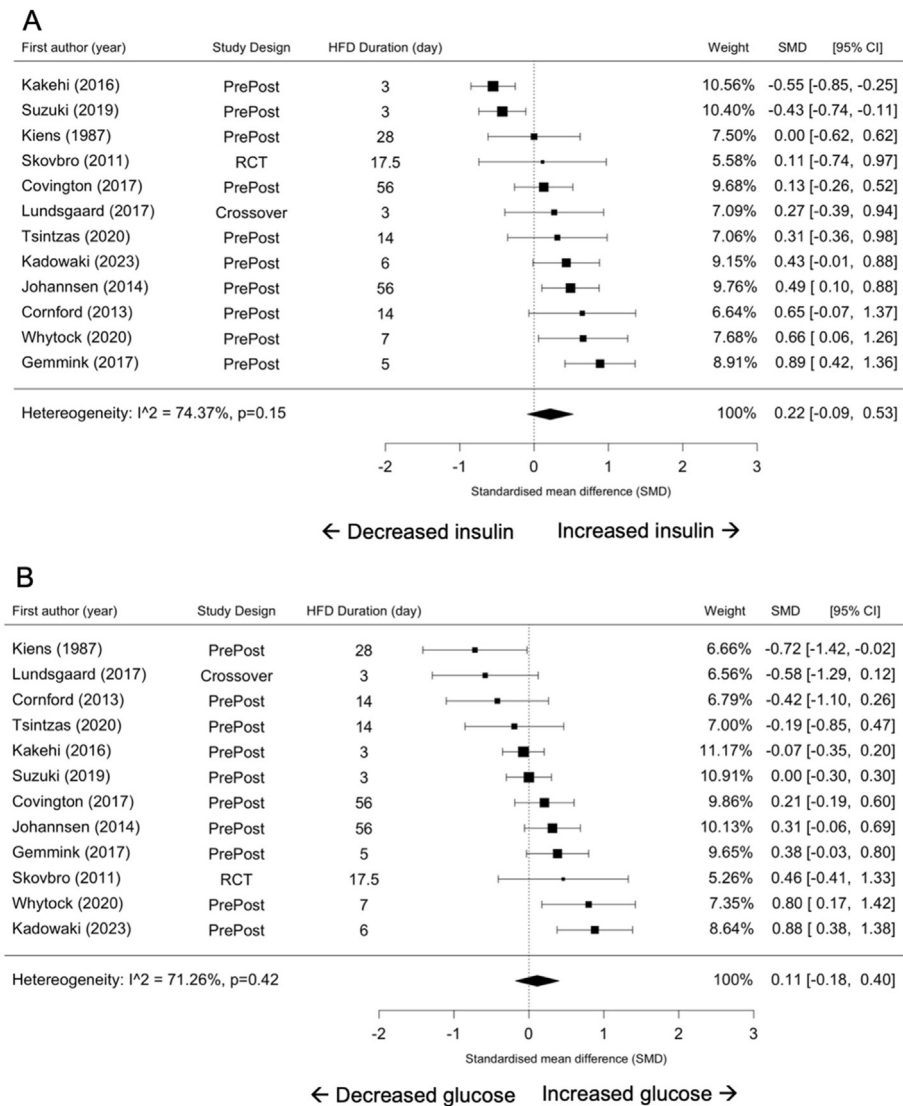 A
First author (year) Study Design HFD Duration (day) Weight SMD [95% CI]
Kakehi (2016) PrePost 3 10.56% -0.55 [-0.85, -0.25]
Suzuki (2019) PrePost 3 10.40% -0.43 [-0.74, -0.11]
Kiens (1987) PrePost 28 7.50% 0.00 [-0.62, 0.62]
Skovbro (2011) RCT 17.5 5.58% 0.11 [-0.74, 0.97]
Covington (2017) PrePost 56 9.68% 0.13 [-0.26, 0.52]
Lundsgaard (2017) Crossover 3 7.09% 0.27 [-0.39, 0.94]
Tsintzas (2020) PrePost 14 7.06% 0.31 [-0.36, 0.98]
Kadowaki (2023) PrePost 6 9.15% 0.43 [-0.01, 0.88]
Johannsen (2014) PrePost 56 9.76% 0.49 [ 0.10, 0.88]
Cornford (2013) PrePost 14 6.64% 0.65 [-0.07, 1.37]
Whytock (2020) PrePost 7 7.68% 0.66 [ 0.06, 1.26]
Gemmink (2017) PrePost 5 8.91% 0.89 [ 0.42, 1.36]
Hetereogeneity: I^2 = 74.37%, p=0.15 100% 0.22 [-0.09, 0.53]
-2 -1 0 1 2 3
Standardised mean difference (SMD)
← Decreased insulin Increased insulin →
B
First author (year) Study Design HFD Duration (day) Weight SMD [95% CI]
Kiens (1987) PrePost 28 6.66% -0.72 [-1.42, -0.02]
Lundsgaard (2017) Crossover 3 6.56% -0.58 [-1.29, 0.12]
Cornford (2013) PrePost 14 6.79% -0.42 [-1.10, 0.26]
Tsintzas (2020) PrePost 14 7.00% -0.19 [-0.85, 0.47]
Kakehi (2016) PrePost 3 11.17% -0.07 [-0.35, 0.20]
Suzuki (2019) PrePost 3 10.91% 0.00 [-0.30, 0.30]
Covington (2017) PrePost 56 9.86% 0.21 [-0.19, 0.60]
Johannsen (2014) PrePost 56 10.13% 0.31 [-0.06, 0.69]
Gemmink (2017) PrePost 5 9.65% 0.38 [-0.03, 0.80]
Skovbro (2011) RCT 17.5 5.26% 0.46 [-0.41, 1.33]
Whytock (2020) PrePost 7 7.35% 0.80 [ 0.17, 1.42]
Kadowaki (2023) PrePost 6 8.64% 0.88 [ 0.38, 1.38]
Hetereogeneity: I^2 = 71.26%, p=0.42 100% 0.11 [-0.18, 0.40]
-2 -1 0 1 2 3
Standardised mean difference (SMD)
← Decreased glucose Increased glucose →